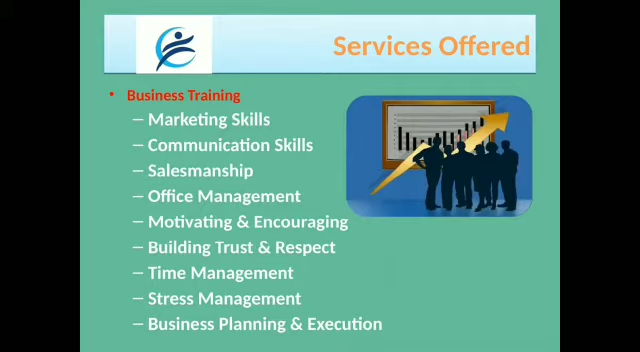 Services Offered
• Business Training
– Marketing Skills
– Communication Skills
– Salesmanship
– Office Management
– Motivating & Encouraging
– Building Trust & Respect
– Time Management
– Stress Management
– Business Planning & Execution